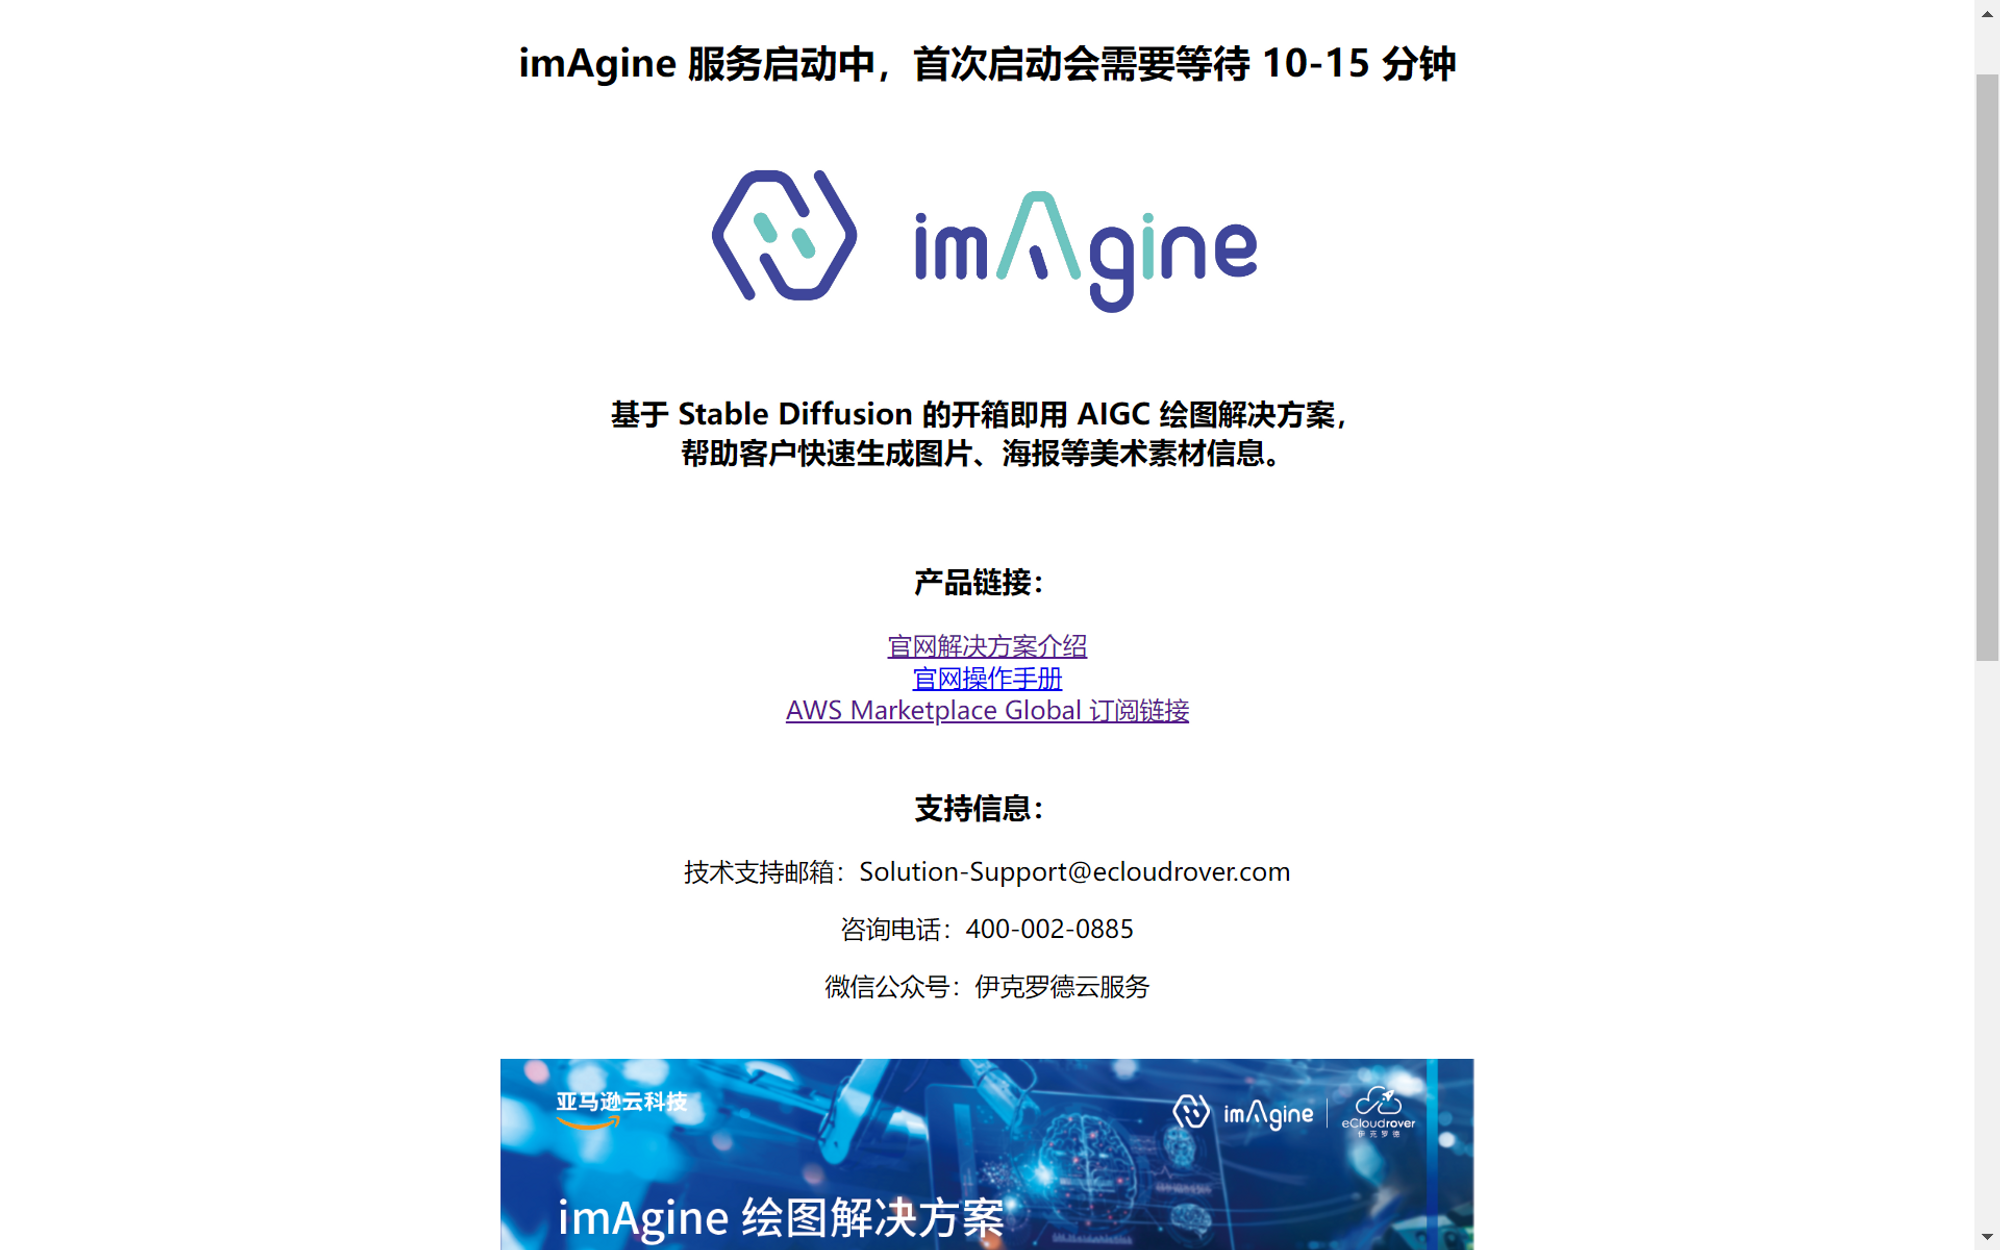 imAgine 服务启动中，首次启动会需要等待 10-15 分钟
imAgine
基于 Stable Diffusion 的开箱即用 AIGC 绘图解决方案，
帮助客户快速生成图片、海报等美术素材信息。
产品链接：
官网解决方案介绍
官网操作手册
AWS Marketplace Global 订阅链接
支持信息：
技术支持邮箱：Solution-Support@ecloudrover.com
咨询电话：400-002-0885
微信公众号：伊克罗德云服务
亚马逊云科技
imAgine
eCloudrover
伊克罗德
imAgine 绘图解决方案